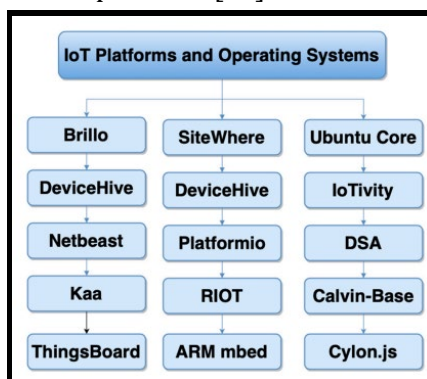 IoT Platforms and Operating Systems
Brillo
SiteWhere
Ubuntu Core
DeviceHive
DeviceHive
IoTivity
Netbeast
Platformio
DSA
Kaa
RIOT
Calvin-Base
ThingsBoard
ARM mbed
Cylon.js